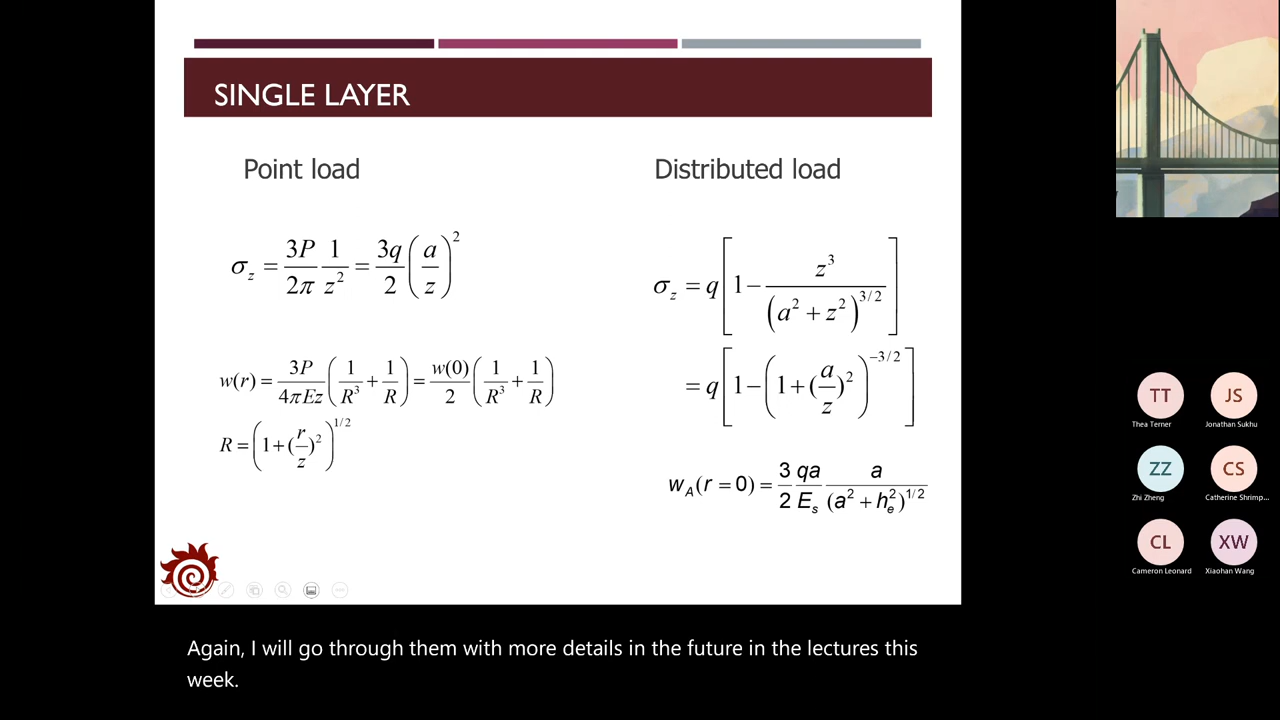 SINGLE LAYER
Point load
σ_z = 3P/2π 1/z² = 3q/2 (a/z)²
w(r) = 3P/4πEz (1/R³ + 1/R) = w(0)/2 (1/R³ + 1/R)
R = (1+(r/z)²)^1/2
Distributed load
σ_z = q[1− z³/(a² + z²)^3/2]
= q[1−(1+(a/z)²)^−3/2]
w_A(r = 0) = 3/2 qa/E_s a/(a² + h_e²)^1/2
Again, I will go through them with more details in the future in the lectures this
week.
TT
JS
Thea Terner
Jonathan Sukhu
ZZ
CS
Zhi Zheng
Catherine Shrimp...
CL
XW
Cameron Leonard
Xiaohan Wang